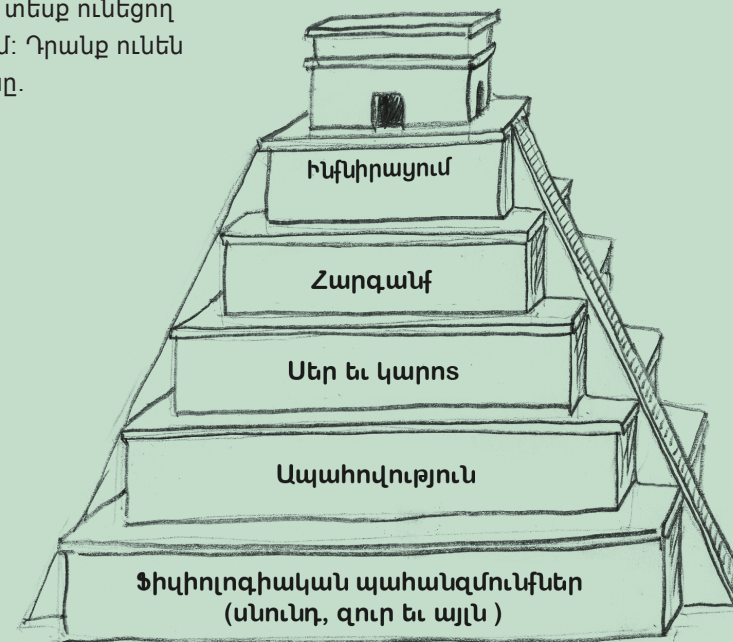 տեսք ունեցող
մ: Դրանք ունեն
Ինքնիրացում
Հարգանք
Սեր եւ կարոտ
Ապահովություն
Ֆիզիոլոգիական պահանջմունքներ
(սնունդ, ջուր եւ այլն )